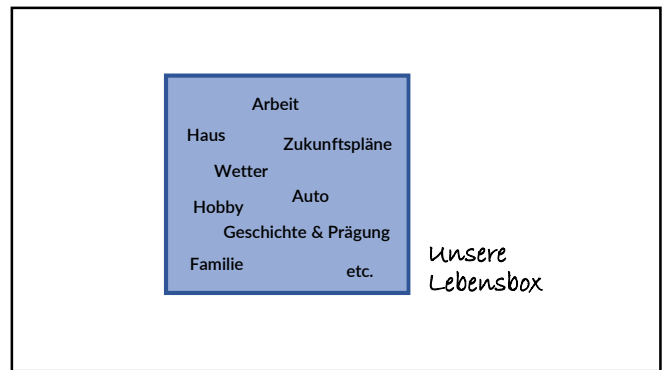 Arbeit
Haus
Zukunftspläne
Wetter
Auto
Hobby
Geschichte & Prägung
Familie
etc.
Unsere
Lebensbox